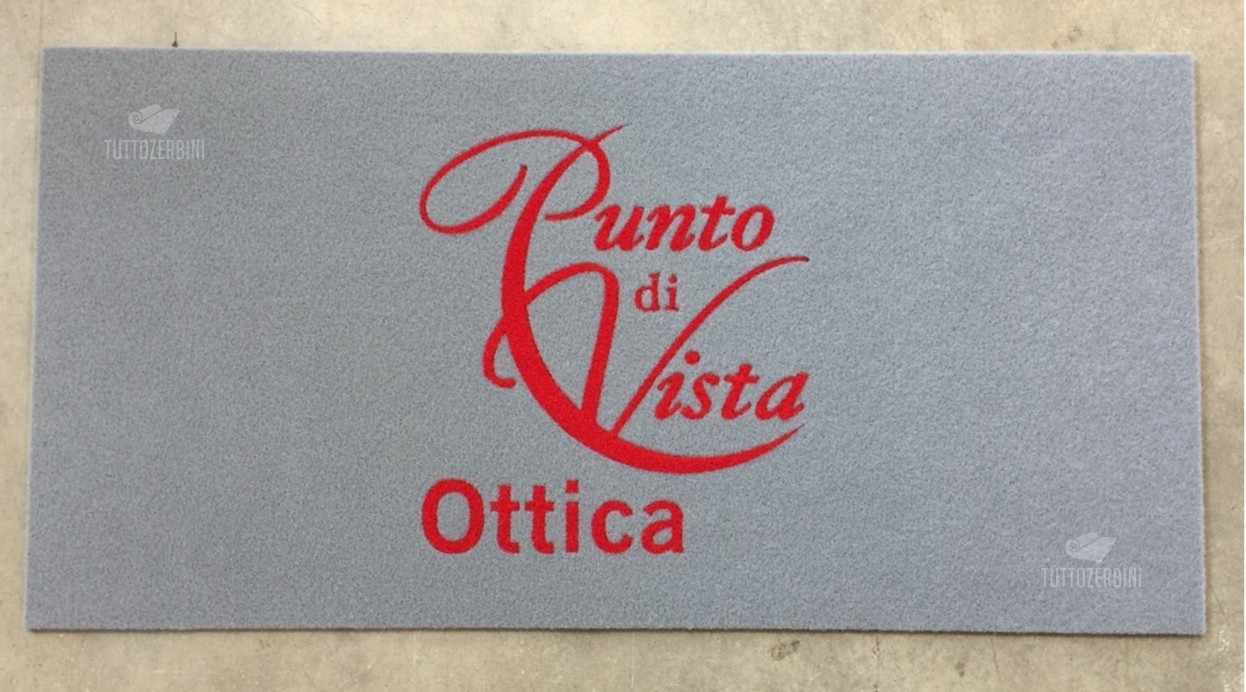 TUTTOZERBINI
Punto
di
Vista
Ottica
TUTTOZERBINI